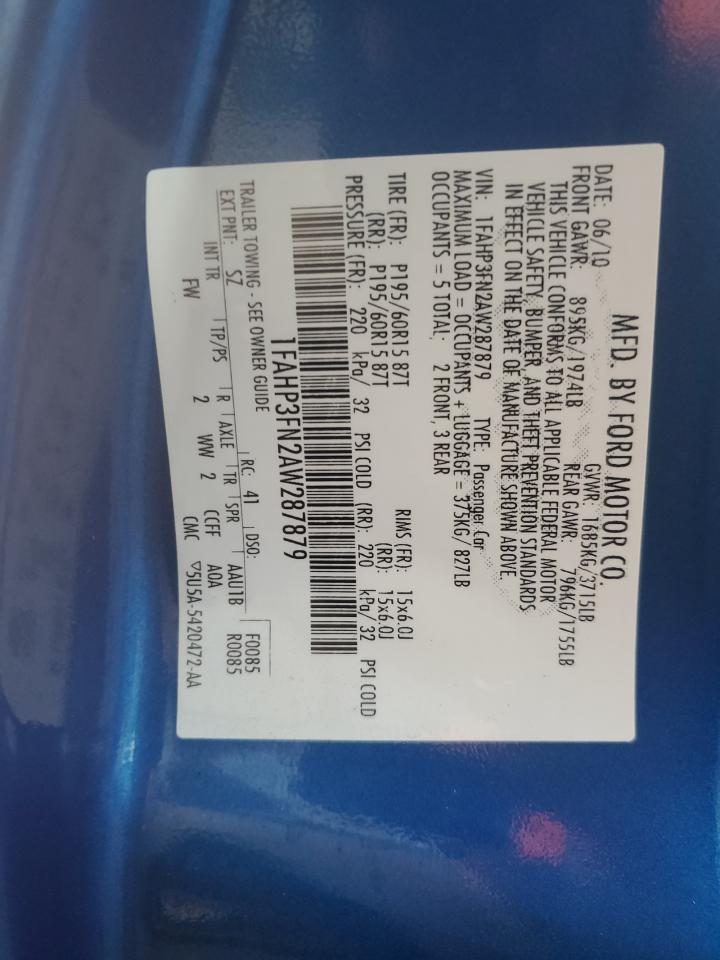 MFD. BY FORD MOTOR CO.
DATE: 06/10 GVWR: 1685KG/3715LB
FRONT GAWR: 895KG/1974LB REAR GAWR: 796KG/1755LB
THIS VEHICLE CONFORMS TO ALL APPLICABLE FEDERAL MOTOR
VEHICLE SAFETY, BUMPER, AND THEFT PREVENTION STANDARDS
IN EFFECT ON THE DATE OF MANUFACTURE SHOWN ABOVE.
VIN: 1FAHP3FN2AW287879 TYPE: Passenger Car
MAXIMUM LOAD = OCCUPANTS + LUGGAGE = 375KG/ 827LB
OCCUPANTS = 5 TOTAL: 2 FRONT, 3 REAR
TIRE (FR): P195/60R15 87T RIMS (FR): 15x6.0J
(RR): P195/60R15 87T (RR): 15x6.0J
PRESSURE (FR): 220 kPa/ 32 PSI COLD (RR): 220 kPa/ 32 PSI COLD
1FAHP3FN2AW287879
TRAILER TOWING - SEE OWNER GUIDE
EXT PNT: SZ RC: 41 DSO: F0085
R0085
INT TR TP/PS R AXLE TR SPR AAU1B
FW 2 WW 2 CCFF AOA
CMC ▽5U5A-5420472-AA